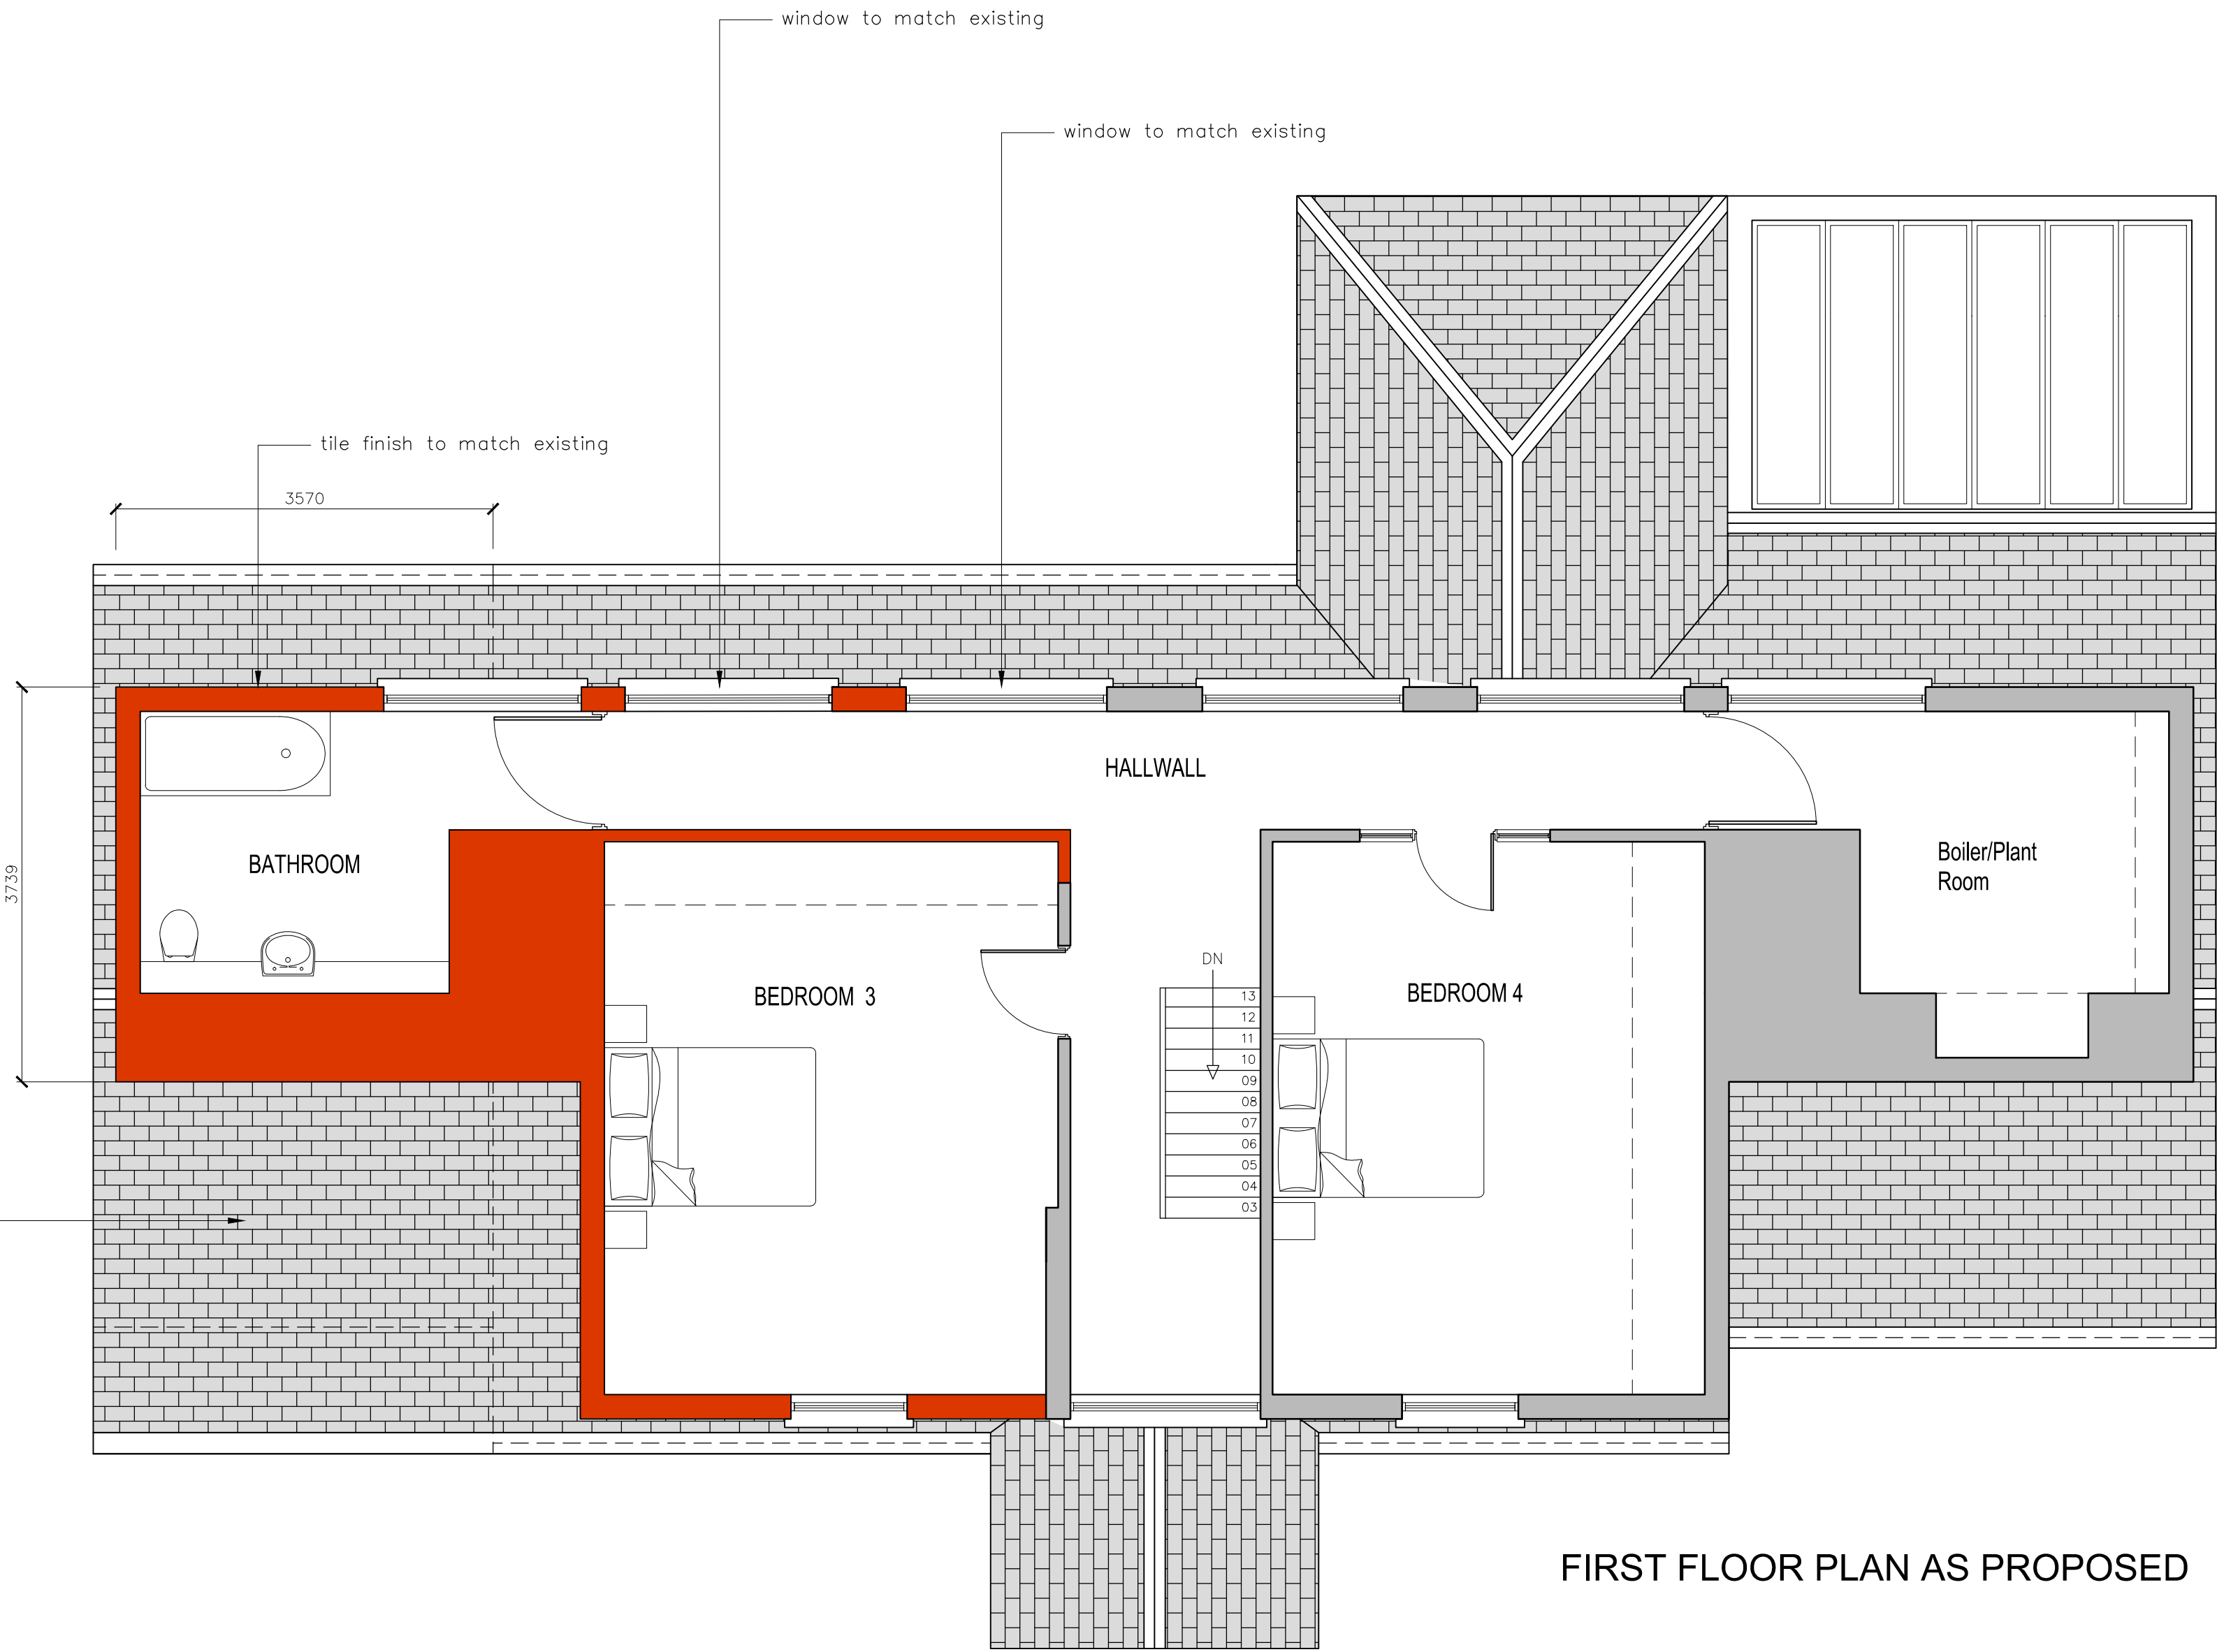 window to match existing
window to match existing
tile finish to match existing
3570
HALLWALL
BATHROOM
Boiler/Plant
Room
3739
DN
BEDROOM 3
BEDROOM 4
13
12
11
10
09
08
07
06
05
04
03
FIRST FLOOR PLAN AS PROPOSED